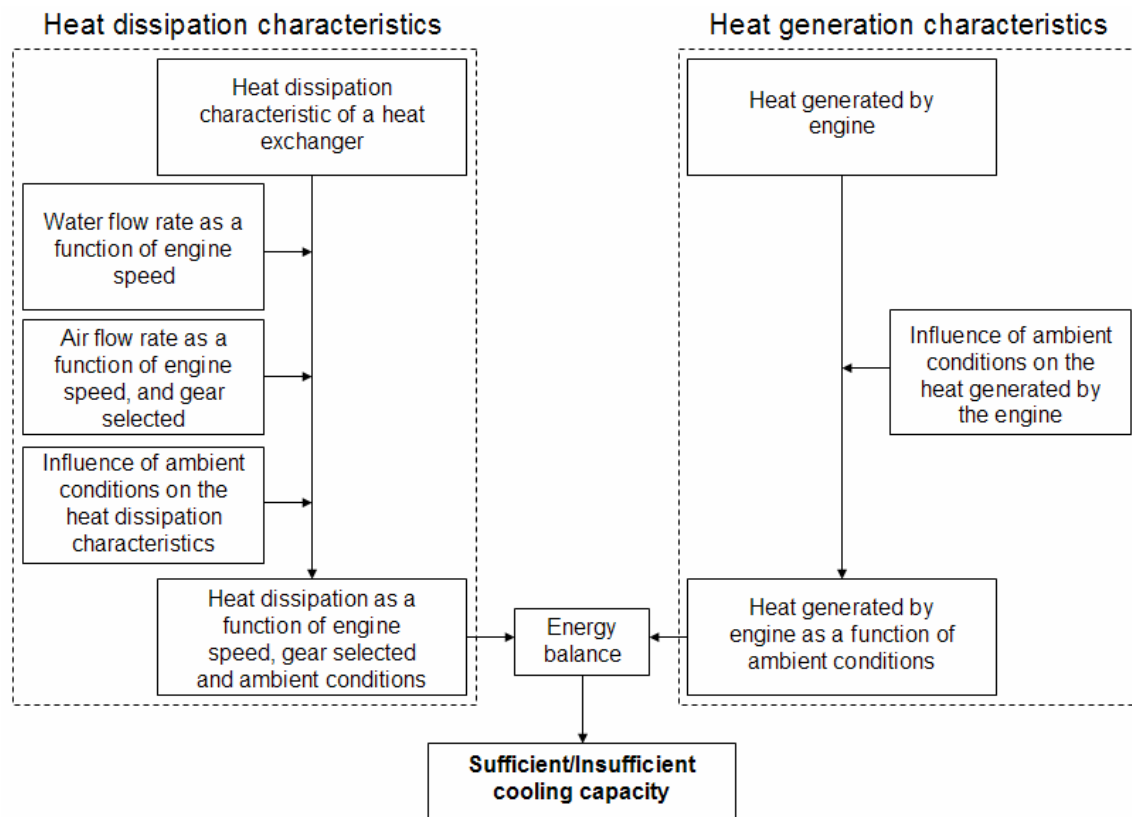 Heat dissipation characteristics
Heat generation characteristics
Heat dissipation
characteristic of a heat
exchanger
Heat generated by
engine
Water flow rate as a
function of engine
speed
Air flow rate as a
function of engine
speed, and gear
selected
Influence of ambient
conditions on the
heat generated by
the engine
Influence of ambient
conditions on the
heat dissipation
characteristics
Heat dissipation as a
function of engine
speed, gear selected
and ambient conditions
Energy
balance
Heat generated by
engine as a function of
ambient conditions
Sufficient/Insufficient
cooling capacity